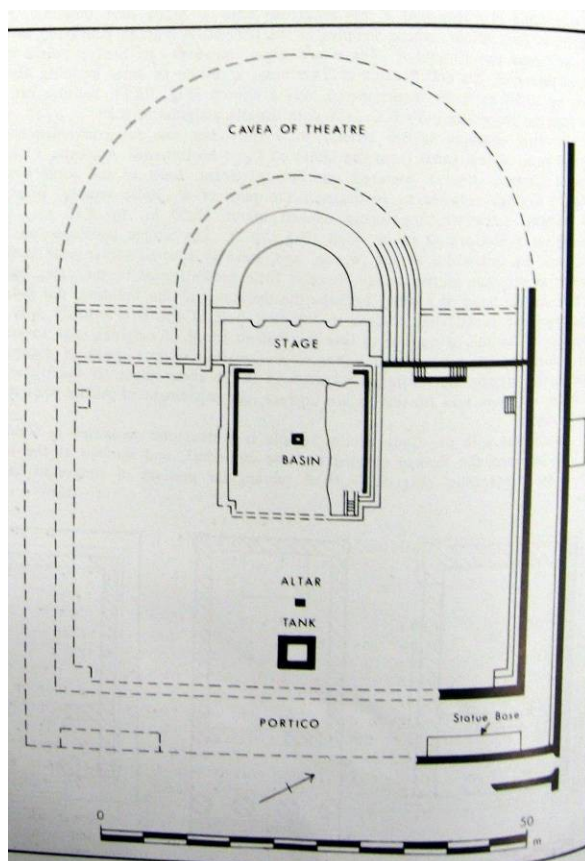 CAVEA OF THEATRE
STAGE
BASIN
ALTAR
TANK
PORTICO
Statue Base
0
50
m